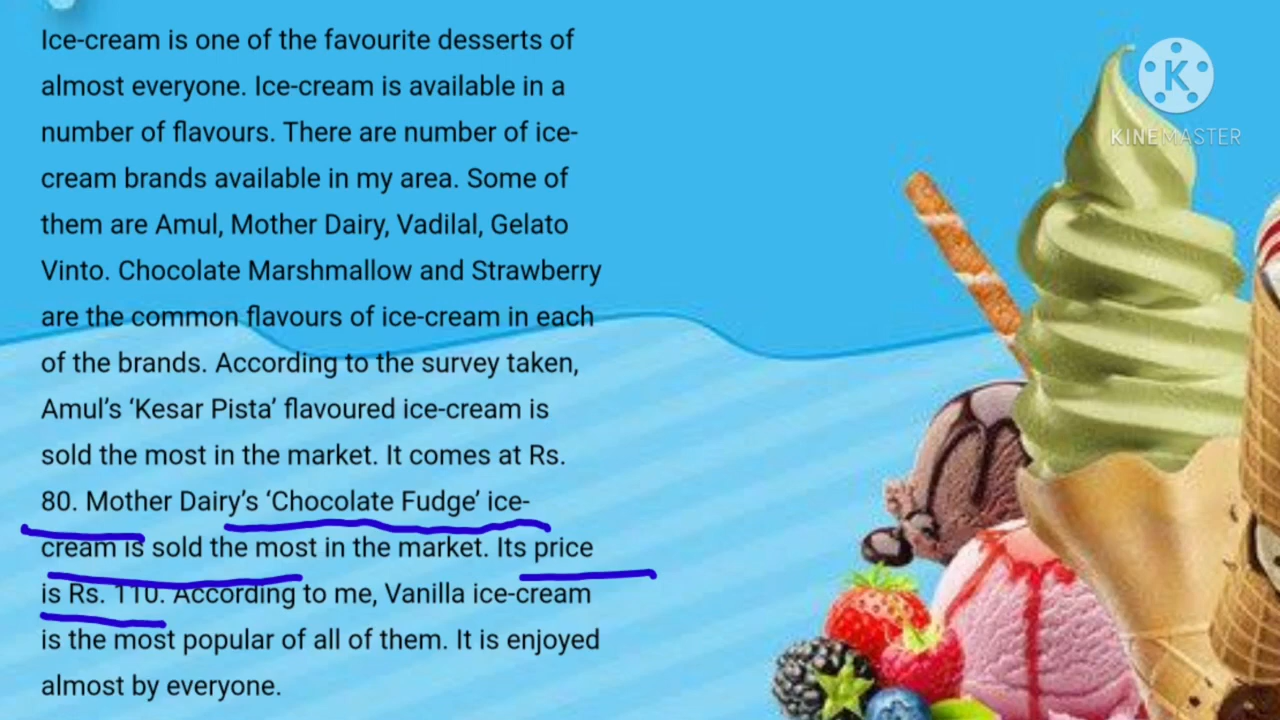 Ice-cream is one of the favourite desserts of
almost everyone. Ice-cream is available in a
number of flavours. There are number of ice-
cream brands available in my area. Some of
them are Amul, Mother Dairy, Vadilal, Gelato
Vinto. Chocolate Marshmallow and Strawberry
are the common flavours of ice-cream in each
of the brands. According to the survey taken,
Amul’s ‘Kesar Pista’ flavoured ice-cream is
sold the most in the market. It comes at Rs.
80. Mother Dairy’s ‘Chocolate Fudge’ ice-
cream is sold the most in the market. Its price
is Rs. 110. According to me, Vanilla ice-cream
is the most popular of all of them. It is enjoyed
almost by everyone.
K
KINEMASTER